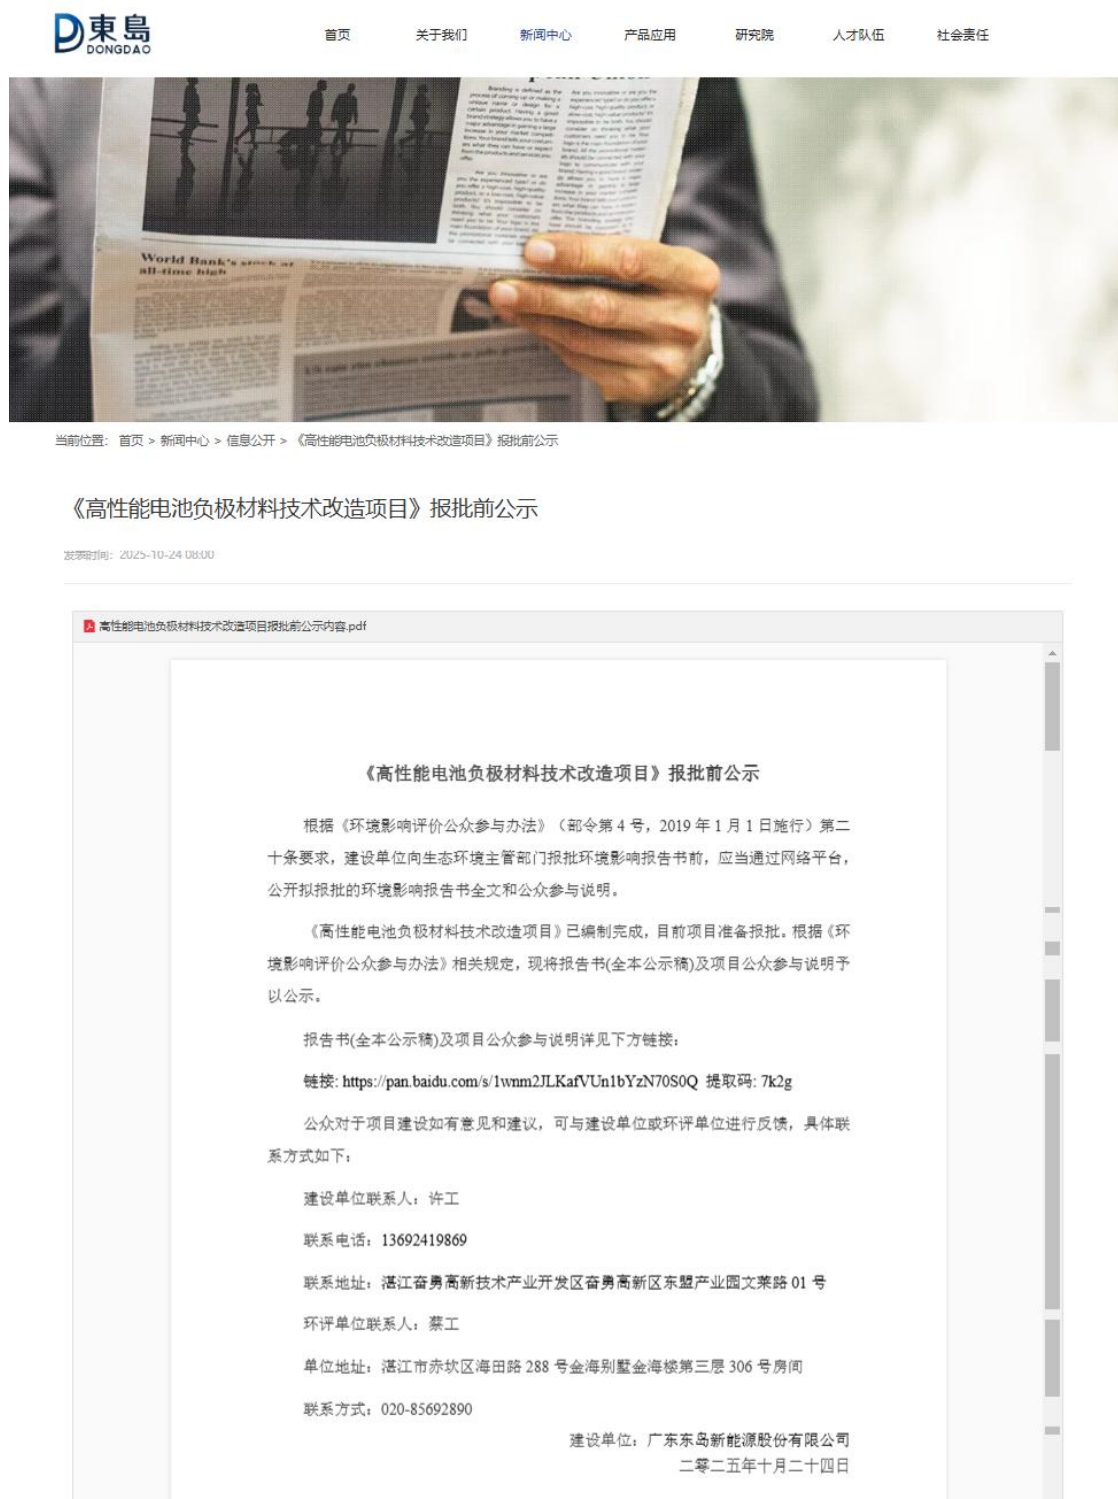 東島
DONGDAO
首页 关于我们 新闻中心 产品应用 研究院 人才队伍 社会责任
Branding is defined as the
process of coming up or making a
unique name or design for a
World Bank's stock at
all-time high
当前位置： 首页 > 新闻中心 > 信息公开 > 《高性能电池负极材料技术改造项目》报批前公示
《高性能电池负极材料技术改造项目》报批前公示
发表时间：2025-10-24 08:00
高性能电池负极材料技术改造项目报批前公示内容.pdf
《高性能电池负极材料技术改造项目》报批前公示
根据《环境影响评价公众参与办法》（部令第 4 号，2019 年 1 月 1 日施行）第二
十条要求，建设单位向生态环境主管部门报批环境影响报告书前，应当通过网络平台，
公开拟报批的环境影响报告书全文和公众参与说明。
《高性能电池负极材料技术改造项目》已编制完成，目前项目准备报批。根据《环
境影响评价公众参与办法》相关规定，现将报告书(全本公示稿)及项目公众参与说明予
以公示。
报告书(全本公示稿)及项目公众参与说明详见下方链接：
链接: https://pan.baidu.com/s/1wnm2JLKafVUn1bYzN70S0Q 提取码: 7k2g
公众对于项目建设如有意见和建议，可与建设单位或环评单位进行反馈，具体联
系方式如下：
建设单位联系人：许工
联系电话：13692419869
联系地址：湛江奋勇高新技术产业开发区奋勇高新区东盟产业园文莱路 01 号
环评单位联系人：蔡工
单位地址：湛江市赤坎区海田路 288 号金海别墅金海楼第三层 306 号房间
联系方式：020-85692890
建设单位：广东东岛新能源股份有限公司
二零二五年十月二十四日